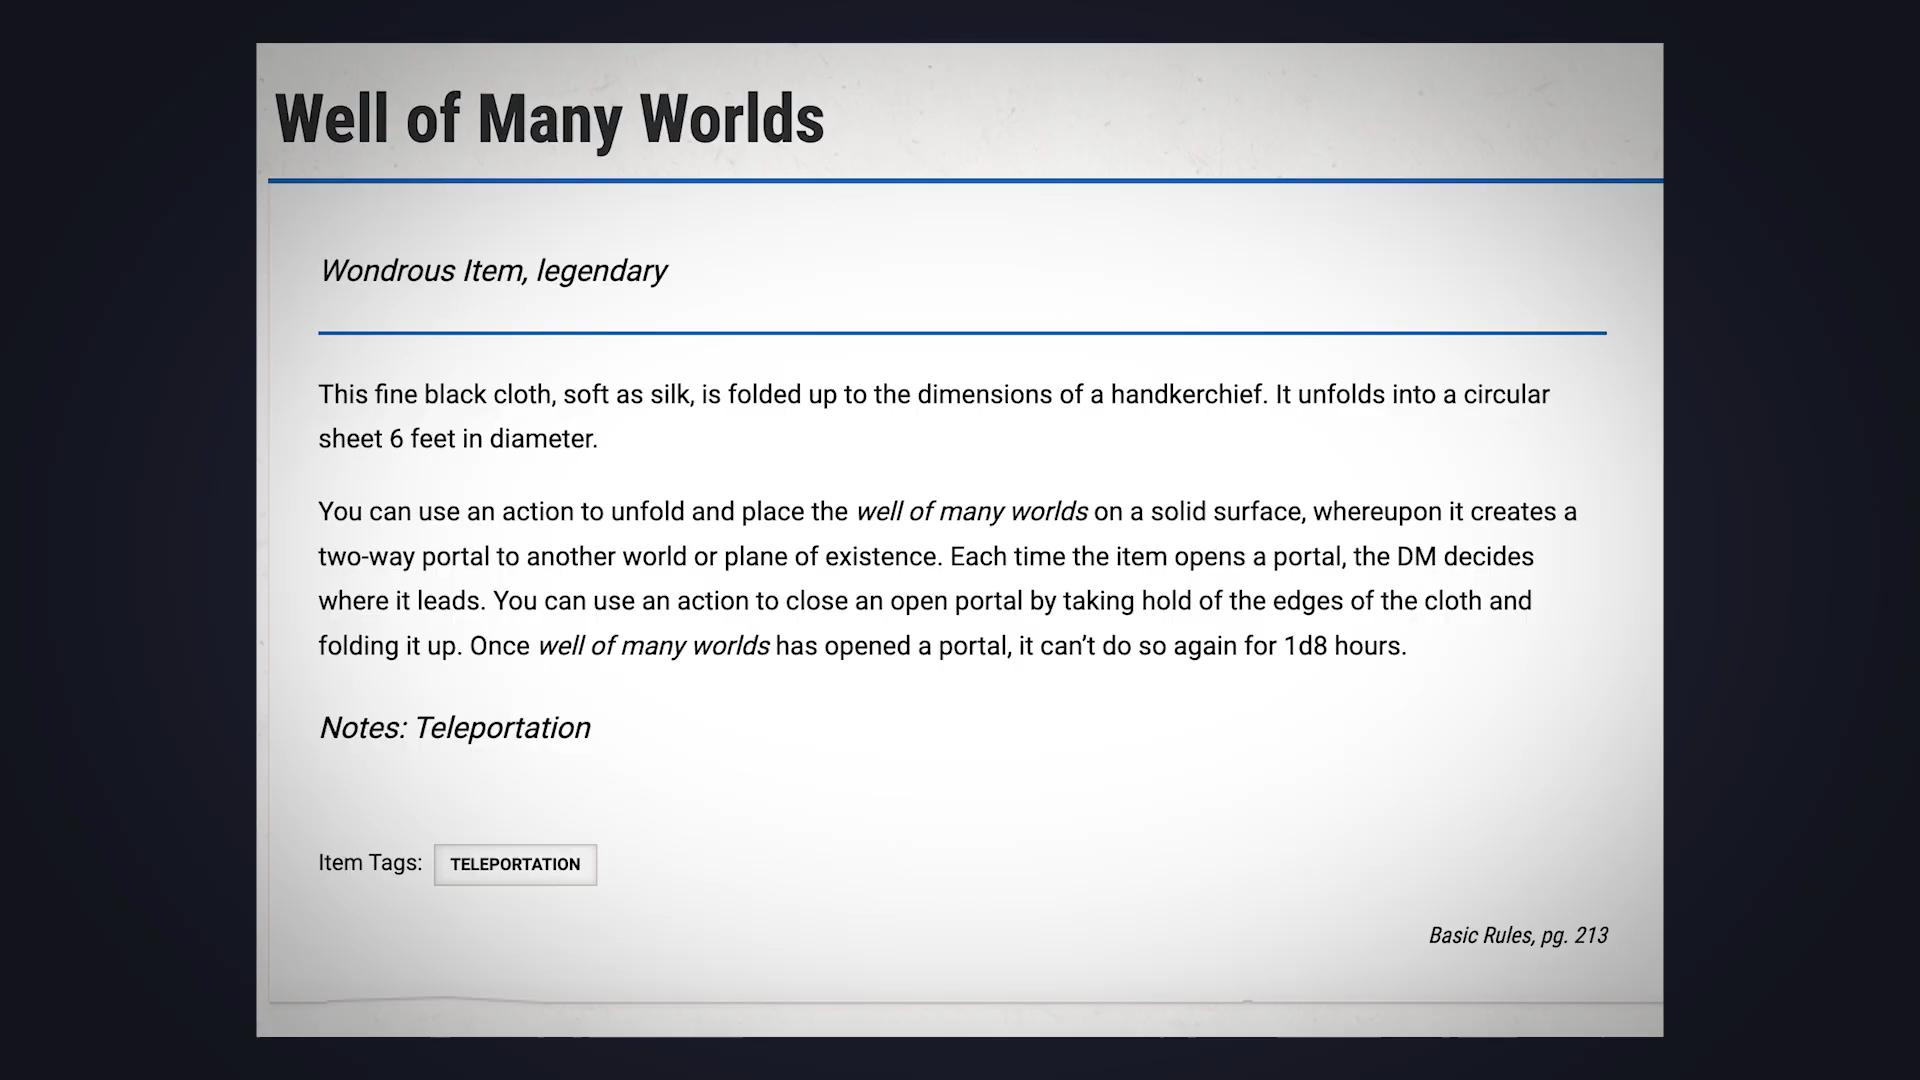 Well of Many Worlds
Wondrous Item, legendary
This fine black cloth, soft as silk, is folded up to the dimensions of a handkerchief. It unfolds into a circular
sheet 6 feet in diameter.
You can use an action to unfold and place the well of many worlds on a solid surface, whereupon it creates a
two-way portal to another world or plane of existence. Each time the item opens a portal, the DM decides
where it leads. You can use an action to close an open portal by taking hold of the edges of the cloth and
folding it up. Once well of many worlds has opened a portal, it can’t do so again for 1d8 hours.
Notes: Teleportation
Item Tags: TELEPORTATION
Basic Rules, pg. 213